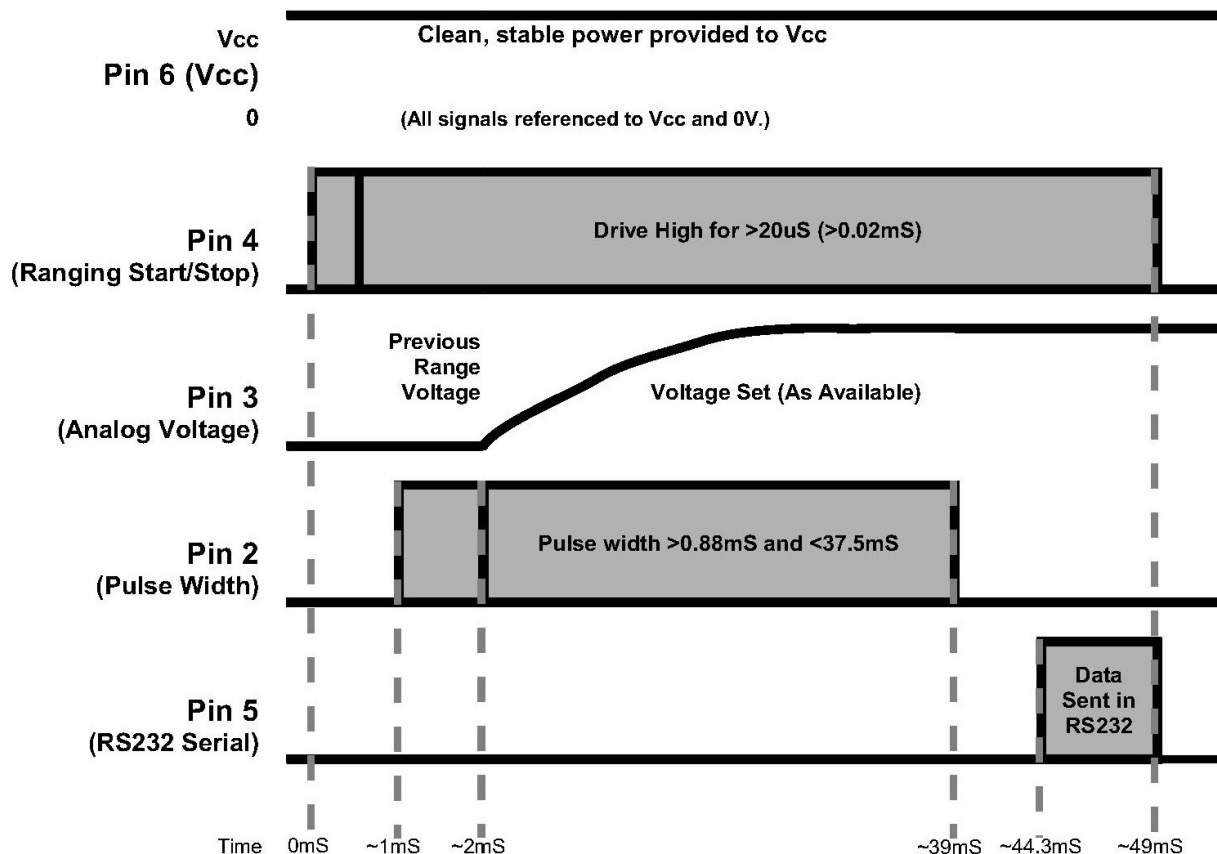 Vcc
Clean, stable power provided to Vcc
Pin 6 (Vcc)
0
(All signals referenced to Vcc and 0V.)
Drive High for >20uS (>0.02mS)
Pin 4
(Ranging Start/Stop)
Previous
Range
Voltage
Voltage Set (As Available)
Pin 3
(Analog Voltage)
Pulse width >0.88mS and <37.5mS
Pin 2
(Pulse Width)
Data
Sent in
RS232
Pin 5
(RS232 Serial)
Time 0mS ~1mS ~2mS ~39mS ~44.3mS ~49mS